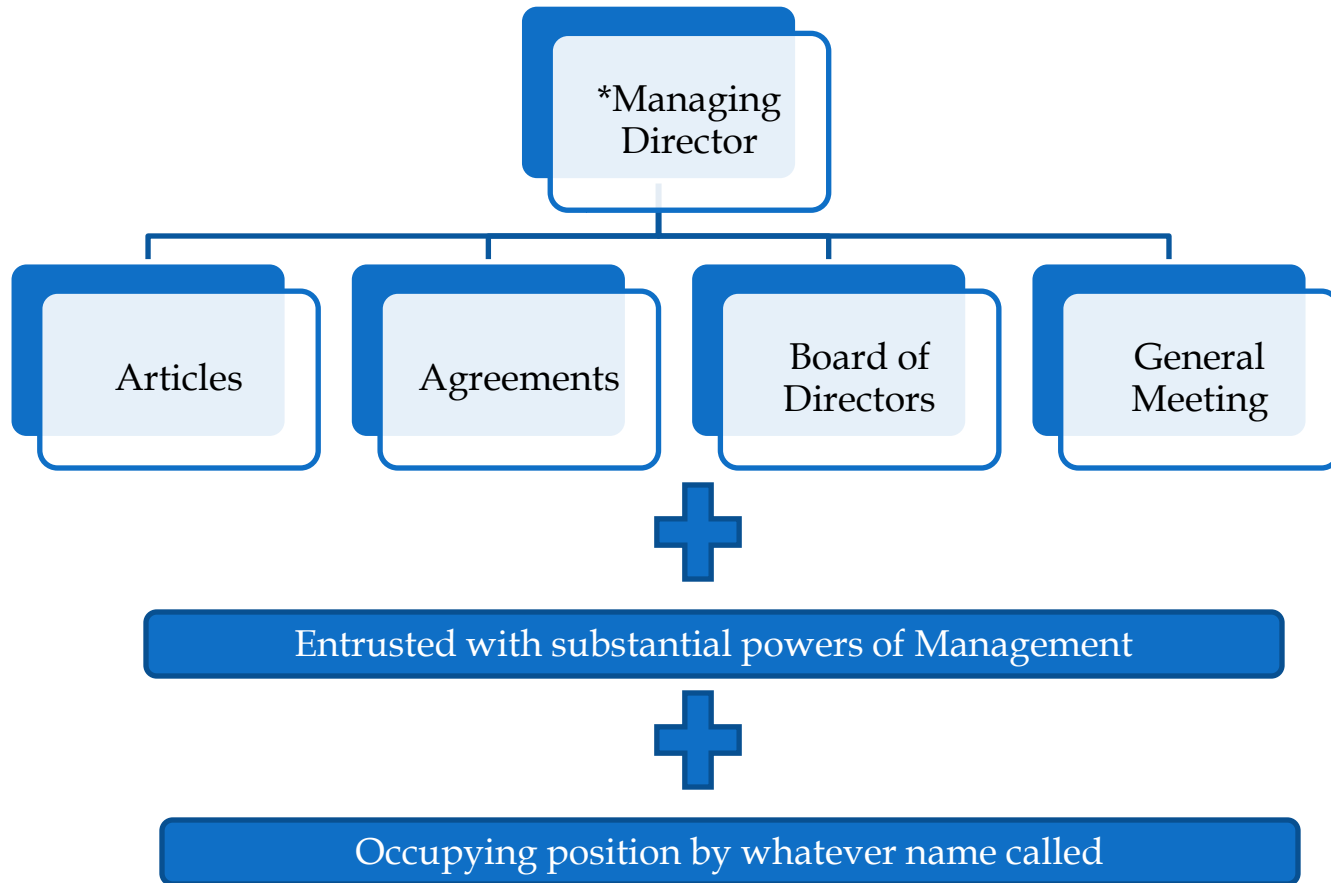 *Managing
Director
Articles
Agreements
Board of
Directors
General
Meeting
Entrusted with substantial powers of Management
Occupying position by whatever name called